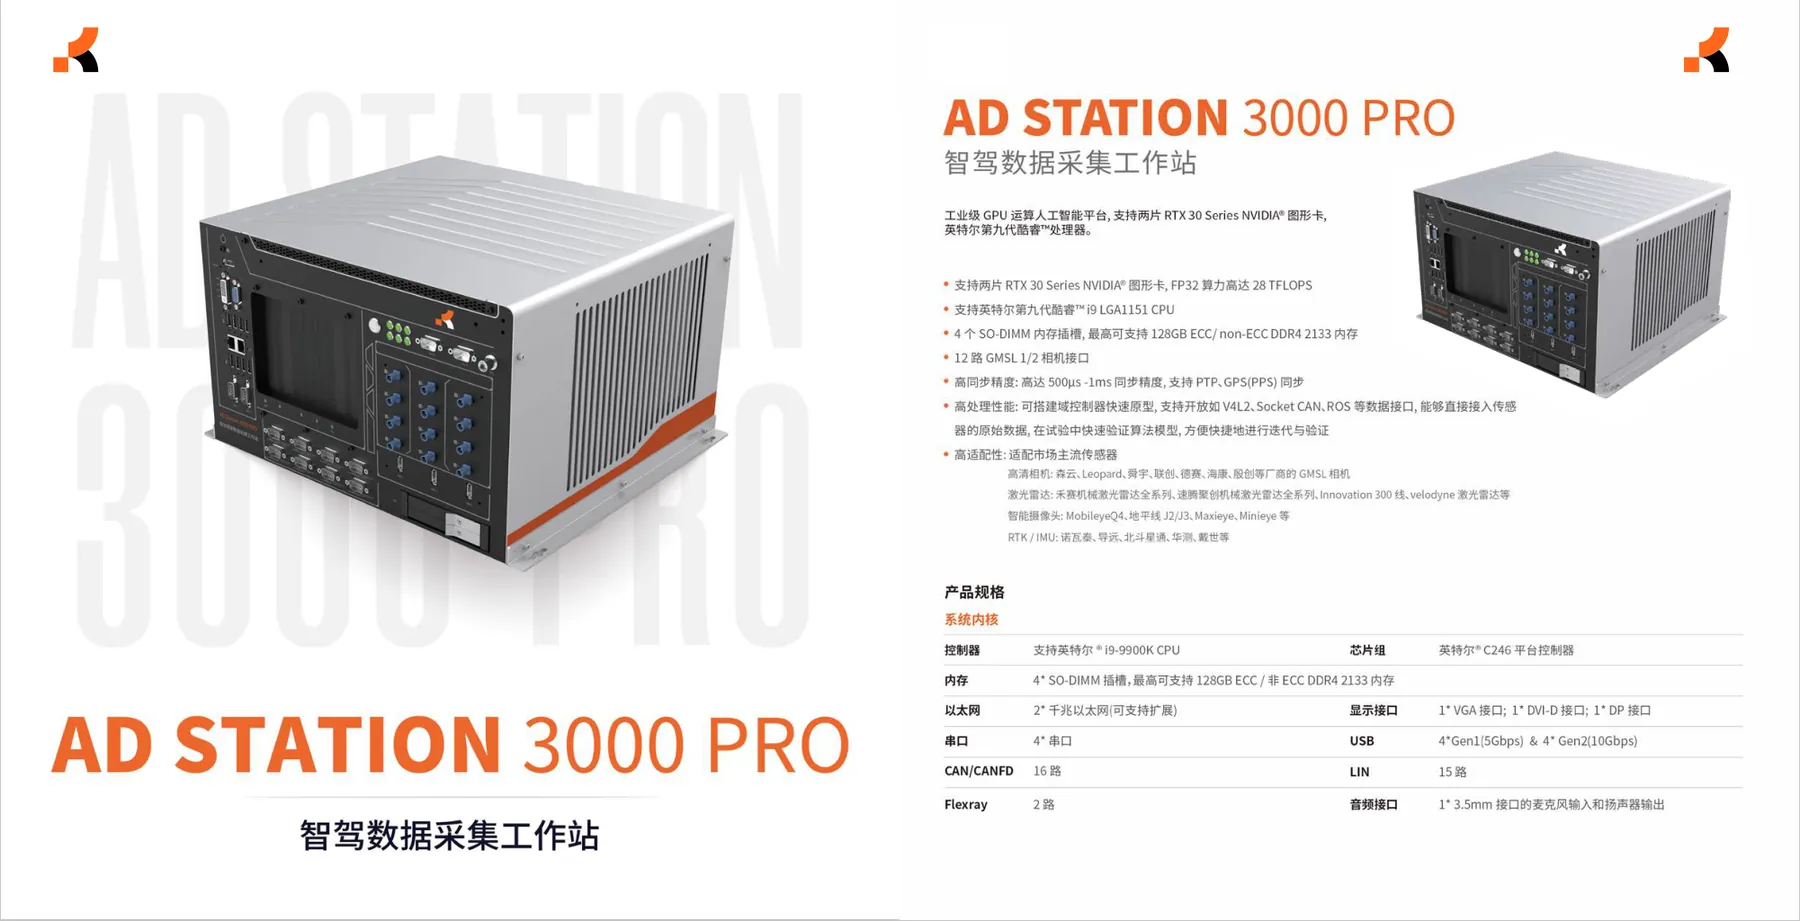 AD STATION
3000 PRO
AD STATION 3000 PRO
智驾数据采集工作站
AD STATION 3000 PRO
智驾数据采集工作站
工业级 GPU 运算人工智能平台, 支持两片 RTX 30 Series NVIDIA® 图形卡,
英特尔第九代酷睿™处理器。
• 支持两片 RTX 30 Series NVIDIA® 图形卡, FP32 算力高达 28 TFLOPS
• 支持英特尔第九代酷睿™ i9 LGA1151 CPU
• 4 个 SO-DIMM 内存插槽, 最高可支持 128GB ECC/ non-ECC DDR4 2133 内存
• 12 路 GMSL 1/2 相机接口
• 高同步精度: 高达 500μs -1ms 同步精度, 支持 PTP、GPS(PPS) 同步
• 高处理性能: 可搭建域控制器快速原型, 支持开放如 V4L2、Socket CAN、ROS 等数据接口, 能够直接接入传感
器的原始数据, 在试验中快速验证算法模型, 方便快捷地进行迭代与验证
• 高适配性: 适配市场主流传感器
高清相机: 森云、Leopard、舜宇、联创、德赛、海康、殷创等厂商的 GMSL 相机
激光雷达: 禾赛机械激光雷达全系列、速腾聚创机械激光雷达全系列、Innovation 300 线、velodyne 激光雷达等
智能摄像头: MobileyeQ4、地平线 J2/J3、Maxieye、Minieye 等
RTK / IMU: 诺瓦泰、导远、北斗星通、华测、戴世等
产品规格
系统内核
控制器 支持英特尔 ® i9-9900K CPU 芯片组 英特尔® C246 平台控制器
内存 4* SO-DIMM 插槽, 最高可支持 128GB ECC / 非 ECC DDR4 2133 内存
以太网 2* 千兆以太网(可支持扩展) 显示接口 1* VGA 接口; 1* DVI-D 接口; 1* DP 接口
串口 4* 串口 USB 4*Gen1(5Gbps) & 4* Gen2(10Gbps)
CAN/CANFD 16 路 LIN 15 路
Flexray 2 路 音频接口 1* 3.5mm 接口的麦克风输入和扬声器输出